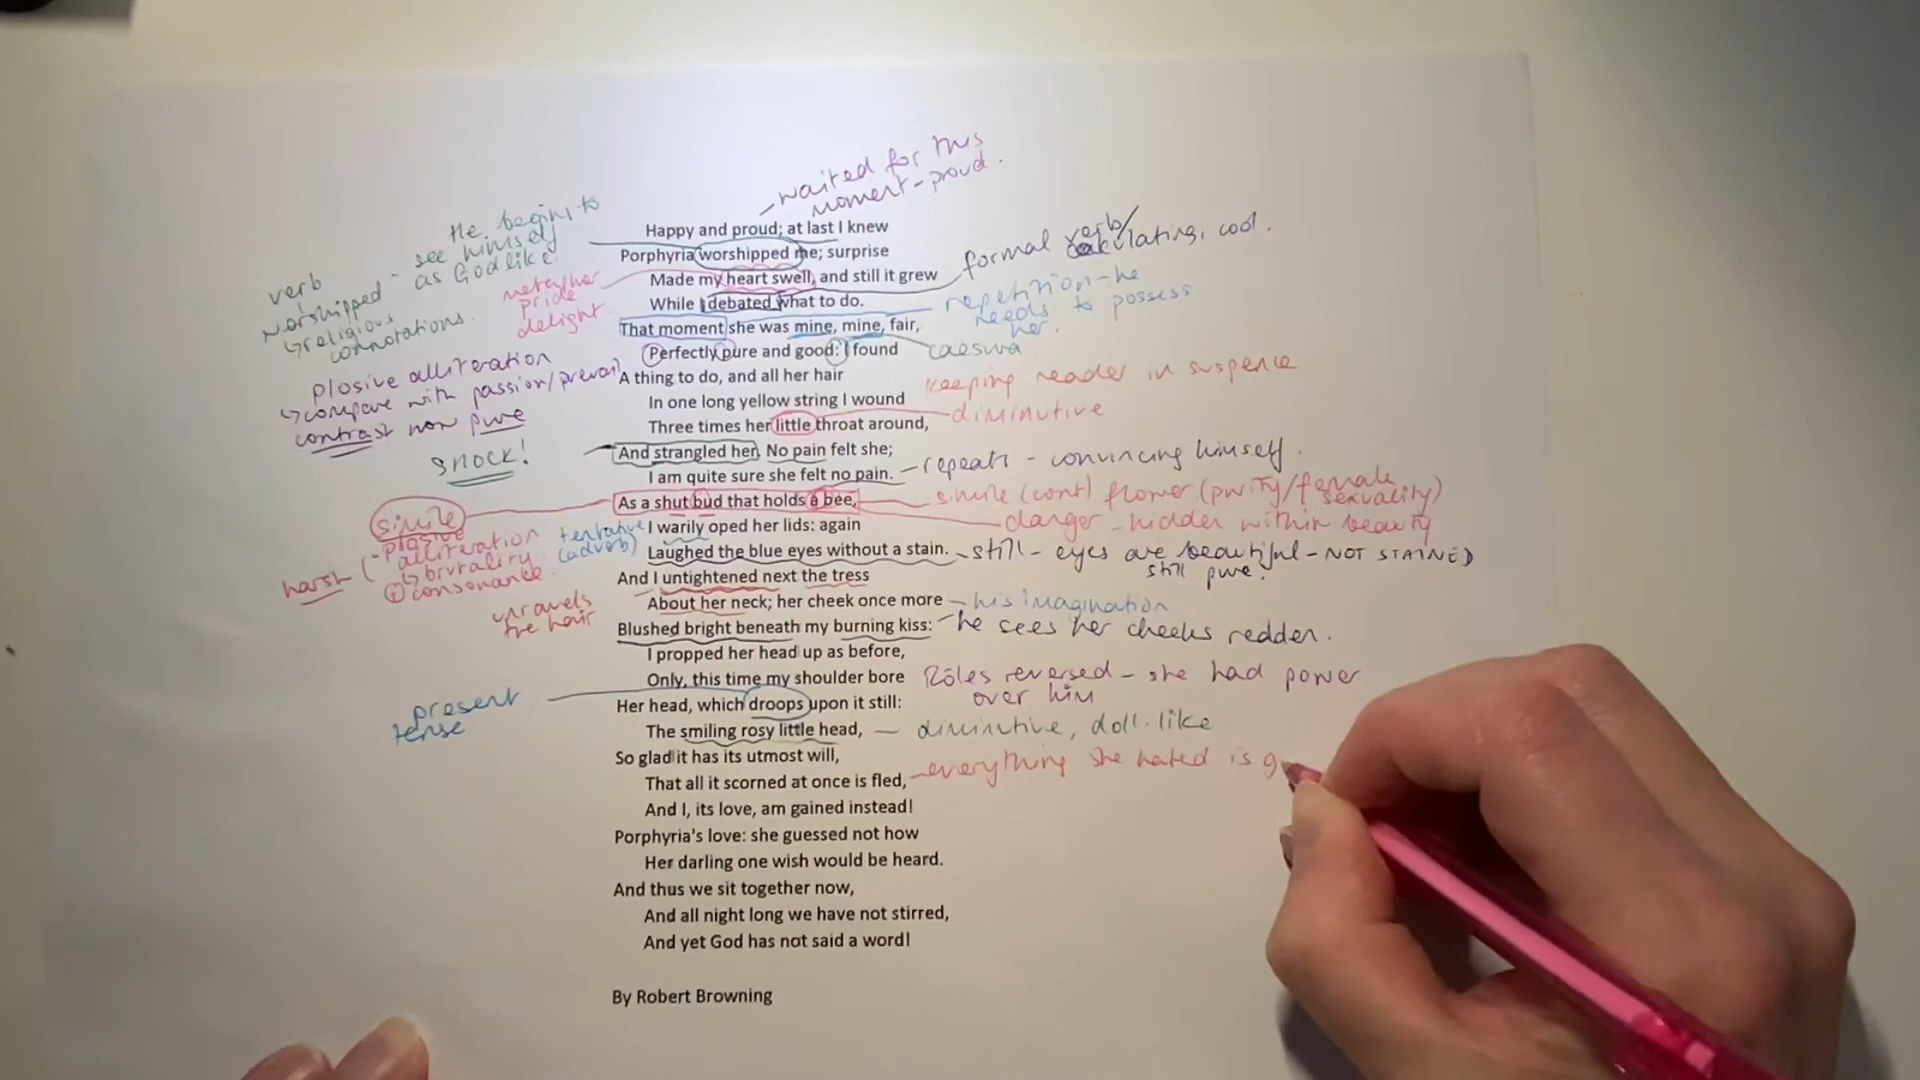 waited for this
moment - proud.
He begins to
see himself
as Godlike
verb
worshipped -
↳ religious
connotations.
metaphor
pride
delight.
plosive alliteration
↳ compare with passion/prevail
contrast now pure
SHOCK!
simile
- plosive
alliteration
↳ brutality
+ consonance
harsh (
tentative
(adverb)
unravels
the hair
present
tense
Happy and proud; at last I knew
Porphyria worshipped me; surprise
Made my heart swell, and still it grew
While I debated what to do.
That moment she was mine, mine, fair,
Perfectly pure and good: I found
A thing to do, and all her hair
In one long yellow string I wound
Three times her little throat around,
And strangled her. No pain felt she;
I am quite sure she felt no pain.
As a shut bud that holds a bee,
I warily oped her lids: again
Laughed the blue eyes without a stain.
And I untightened next the tress
About her neck; her cheek once more
Blushed bright beneath my burning kiss:
I propped her head up as before,
Only, this time my shoulder bore
Her head, which droops upon it still:
The smiling rosy little head,
So glad it has its utmost will,
That all it scorned at once is fled,
And I, its love, am gained instead!
Porphyria's love: she guessed not how
Her darling one wish would be heard.
And thus we sit together now,
And all night long we have not stirred,
And yet God has not said a word!
By Robert Browning
formal verb/
calculating, cool.
repetition - he
needs to possess
her.
caesura
keeping reader in suspence
diminutive
repeats - convincing himself.
simile (cont) flower (purity/female
sexuality)
danger - hidden within beauty
still - eyes are beautiful - NOT STAINED
still pure.
his imagination
he sees her cheeks redden.
Roles reversed - she had power
over him
diminutive, doll-like
everything she hated is g